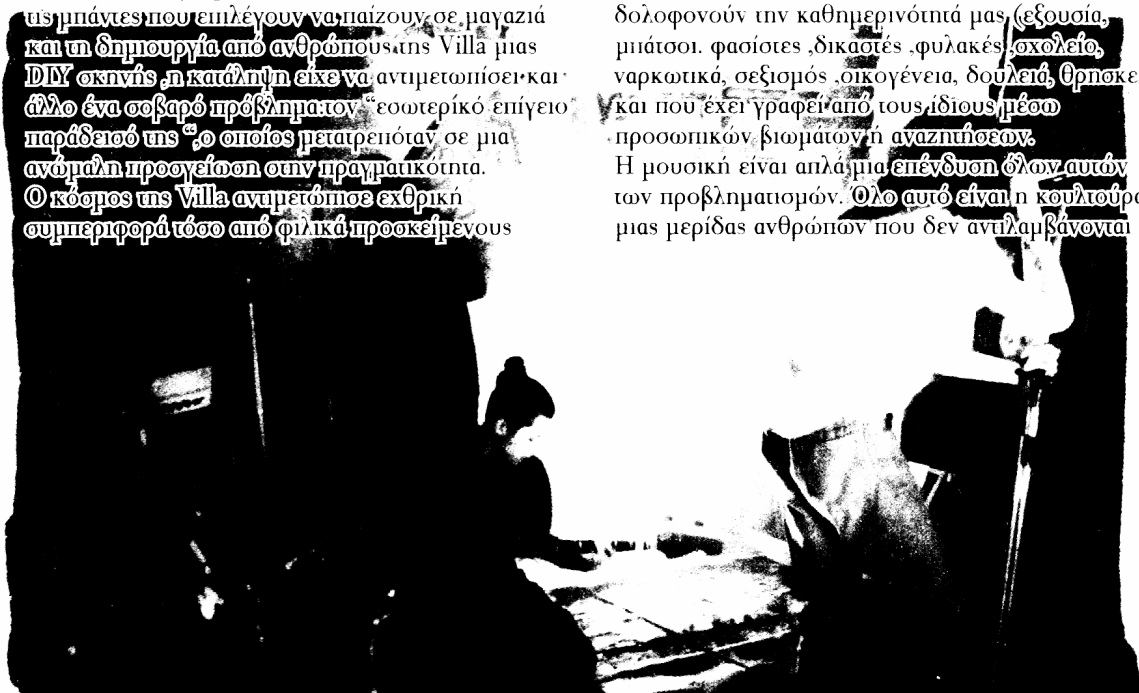 τις μπάντες που επιλέγουν να παίζουν σε μαγαζιά
και τη δημιουργία από ανθρώπους της Villa μιας
DIY σκηνής ,η κατάληψη είχε να αντιμετωπίσει και
άλλο ένα σοβαρό πρόβλημα:τον “εσωτερίκό επίγειο
παράδεισό της “,ο οποίος μετατρεπόταν σε μια
ανώμαλη προσγείωση στην πραγματικότητα.
Ο κόσμος της Villa αντιμετώπισε εχθρική
συμπεριφορά τόσο από φιλικά προσκείμενους
δολοφονούν την καθημερινότητά μας (εξουσία,
μπάτσοι. φασίστες ,δικαστές ,φυλακές ,σχολείο,
ναρκωτικά, σεξισμός ,οικογένεια, δουλειά, θρησκε
και που έχει γραφεί από τους ίδιους μέσω
προσωπικών βιωμάτων ή αναζητήσεων.
Η μουσική είναι απλά μια επένδυση όλων αυτών
των προβληματισμών. Όλο αυτό είναι η κουλτούρα
μιας μερίδας ανθρώπων που δεν αντιλαμβάνονται